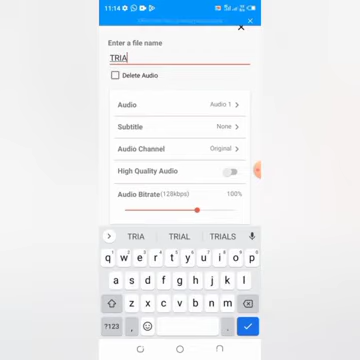 11:14
Enter a file name
TRIA
Delete Audio
Audio Audio 1
Subtitle None
Audio Channel Original
High Quality Audio
Audio Bitrate (128kbps) 100%
TRIA TRIAL TRIALS
q w e r t y u i o p
a s d f g h j k l
z x c v b n m
?123 , .